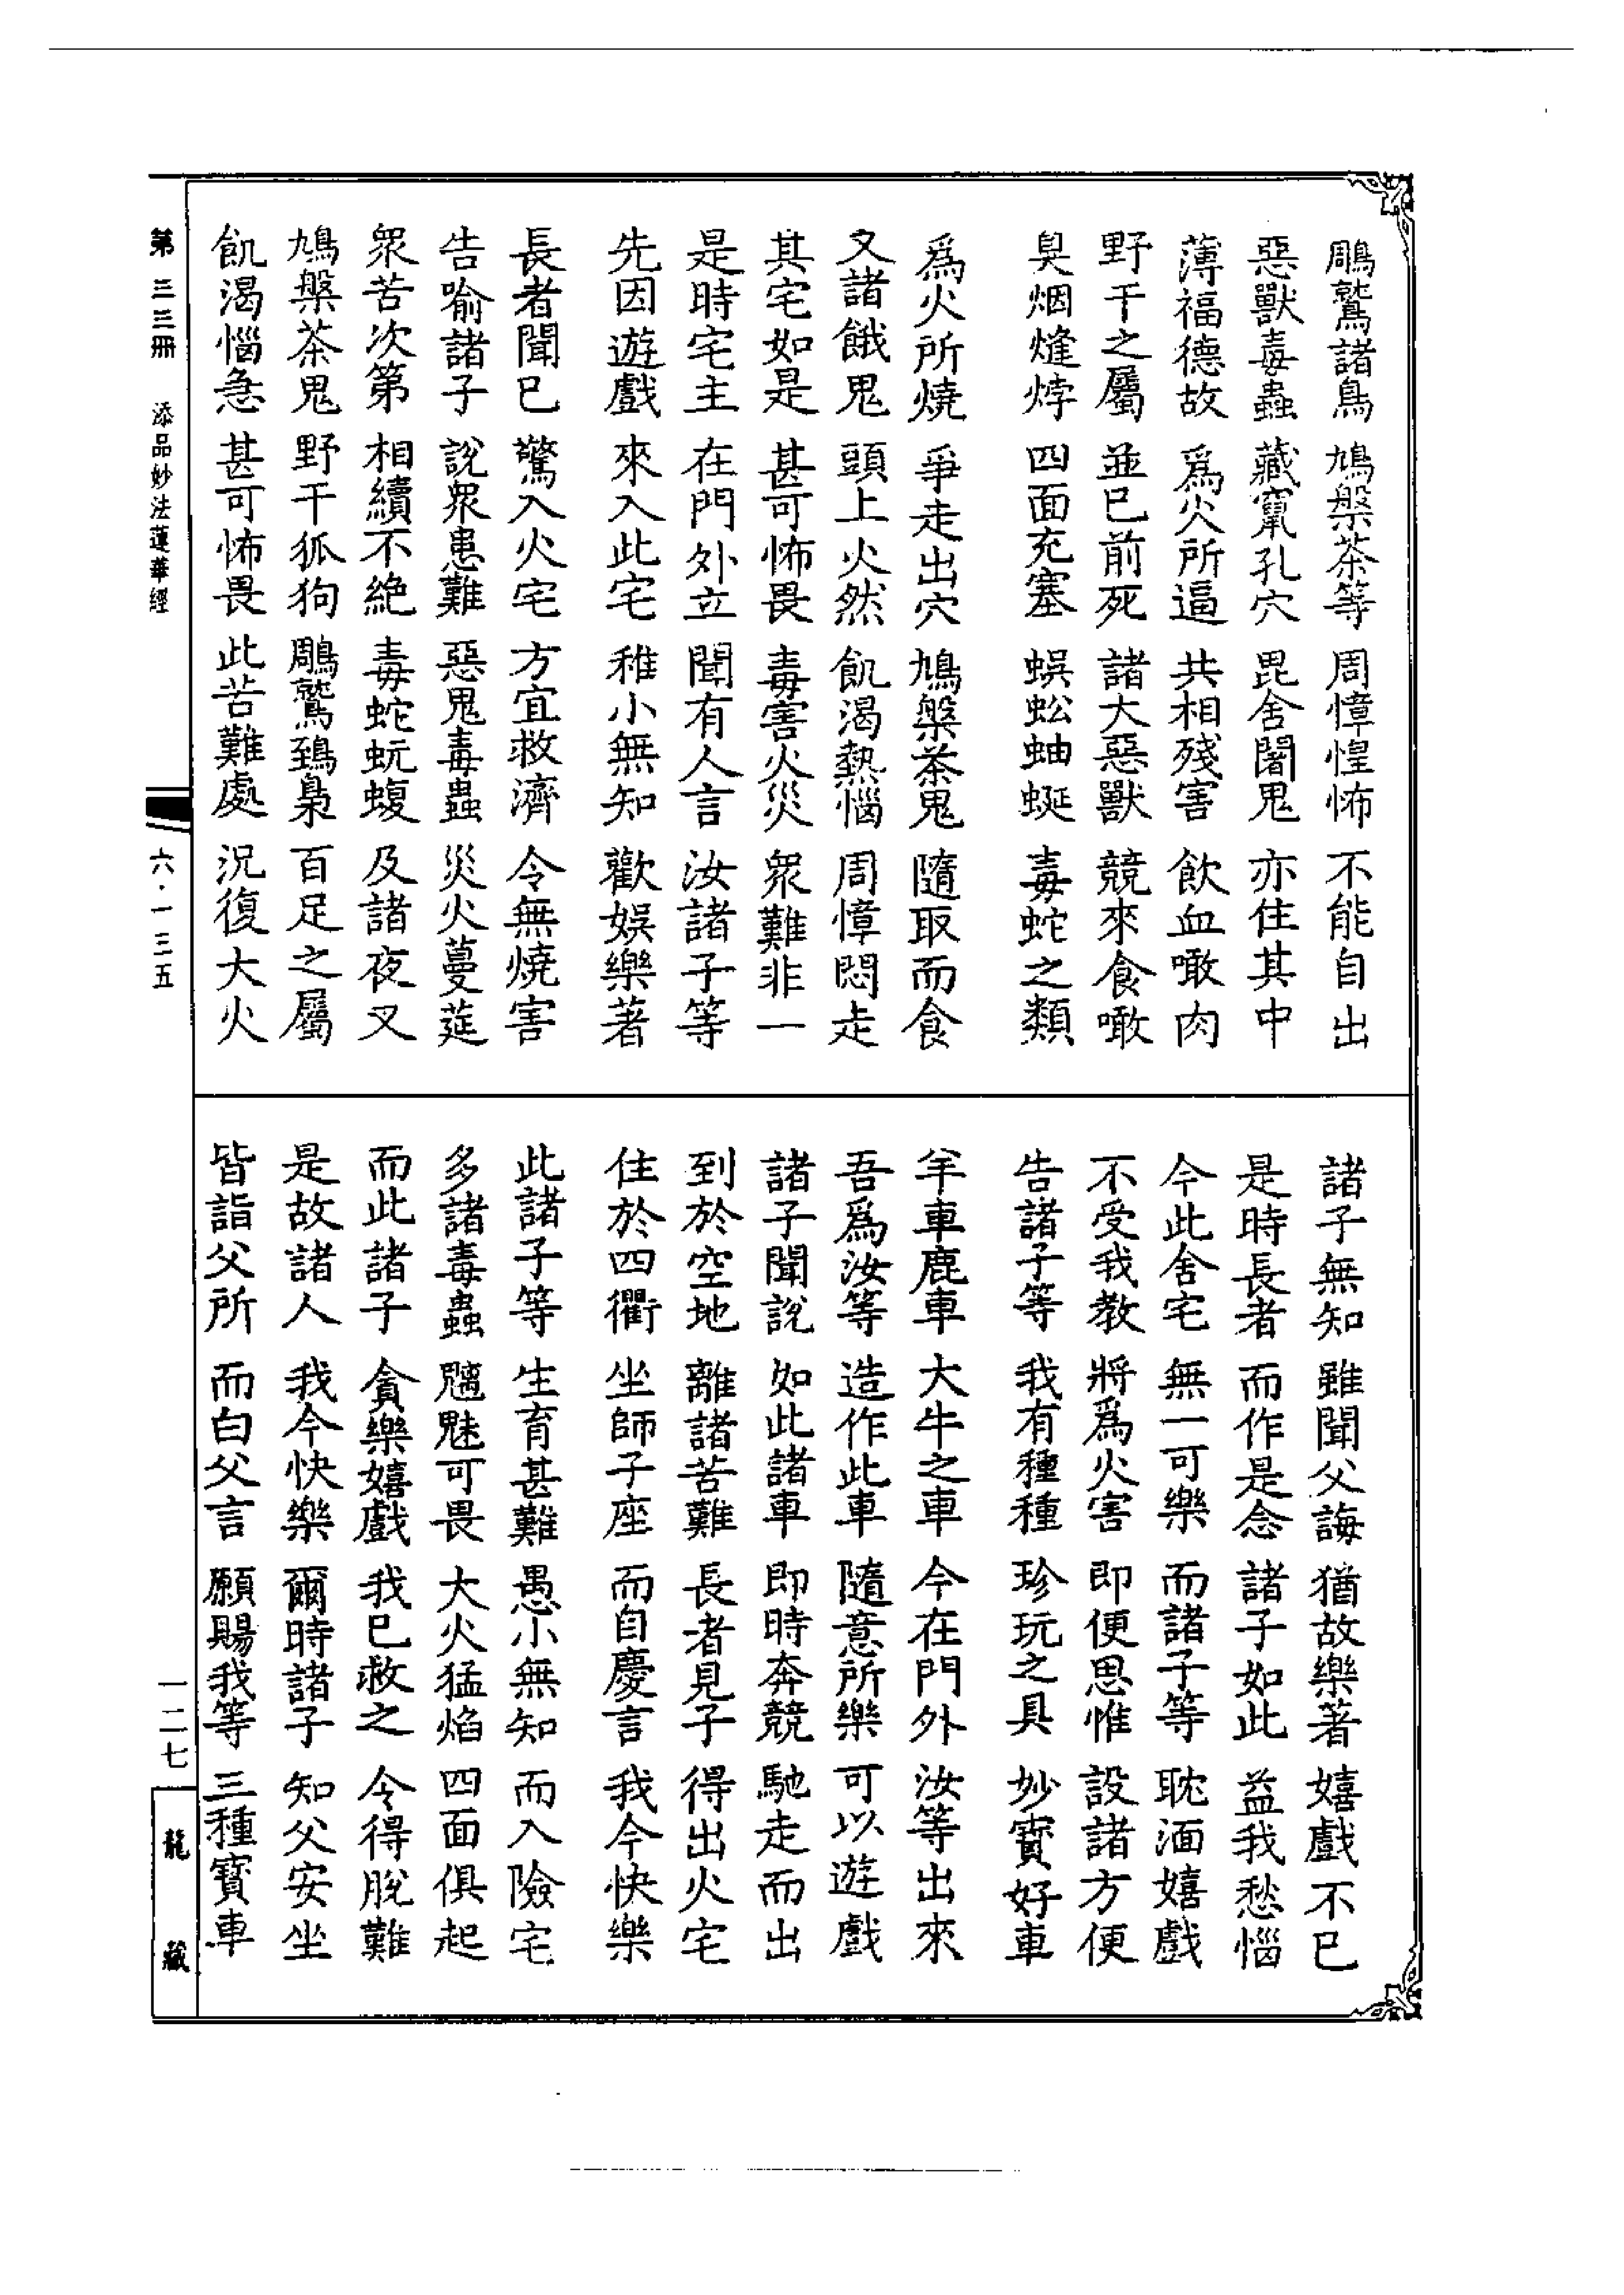 鵰鷲諸鳥 鳩槃荼等 周慞惶怖 不能自出
惡獸毒蟲 藏竄孔穴 毘舍闍鬼 亦住其中
薄福德故 爲火所逼 共相殘害 飲血噉肉
野干之屬 並已前死 諸大惡獸 競來食噉
臭烟熢㶿 四面充塞 蜈蚣蚰蜒 毒蛇之類
爲火所燒 爭走出穴 鳩槃荼鬼 隨取而食
又諸餓鬼 頭上火然 飢渴熱惱 周慞悶走
其宅如是 甚可怖畏 毒害火災 衆難非一
是時宅主 在門外立 聞有人言 汝諸子等
先因遊戲 來入此宅 稚小無知 歡娛樂著
長者聞已 驚入火宅 方宜救濟 令無燒害
告喻諸子 說衆患難 惡鬼毒蟲 災火蔓莚
衆苦次第 相續不絕 毒蛇蚖蝮 及諸夜叉
鳩槃荼鬼 野干狐狗 鵰鷲鵄梟 百足之屬
飢渴惱急 甚可怖畏 此苦難處 況復大火
諸子無知 雖聞父誨 猶故樂著 嬉戲不已
是時長者 而作是念 諸子如此 益我愁惱
今此舍宅 無一可樂 而諸子等 耽湎嬉戲
不受我教 將爲火害 即便思惟 設諸方便
告諸子等 我有種種 珍玩之具 妙寶好車
羊車鹿車 大牛之車 今在門外 汝等出來
吾爲汝等 造作此車 隨意所樂 可以遊戲
諸子聞說 如此諸車 即時奔競 馳走而出
到於空地 離諸苦難 長者見子 得出火宅
住於四衢 坐師子座 而自慶言 我今快樂
此諸子等 生育甚難 愚小無知 而入險宅
多諸毒蟲 魑魅可畏 大火猛焰 四面俱起
而此諸子 貪樂嬉戲 我已救之 令得脫難
是故諸人 我今快樂 爾時諸子 知父安坐
皆詣父所 而白父言 願賜我等 三種寶車
第三三冊 添品妙法蓮華經
六·一三五
一二七
龍藏